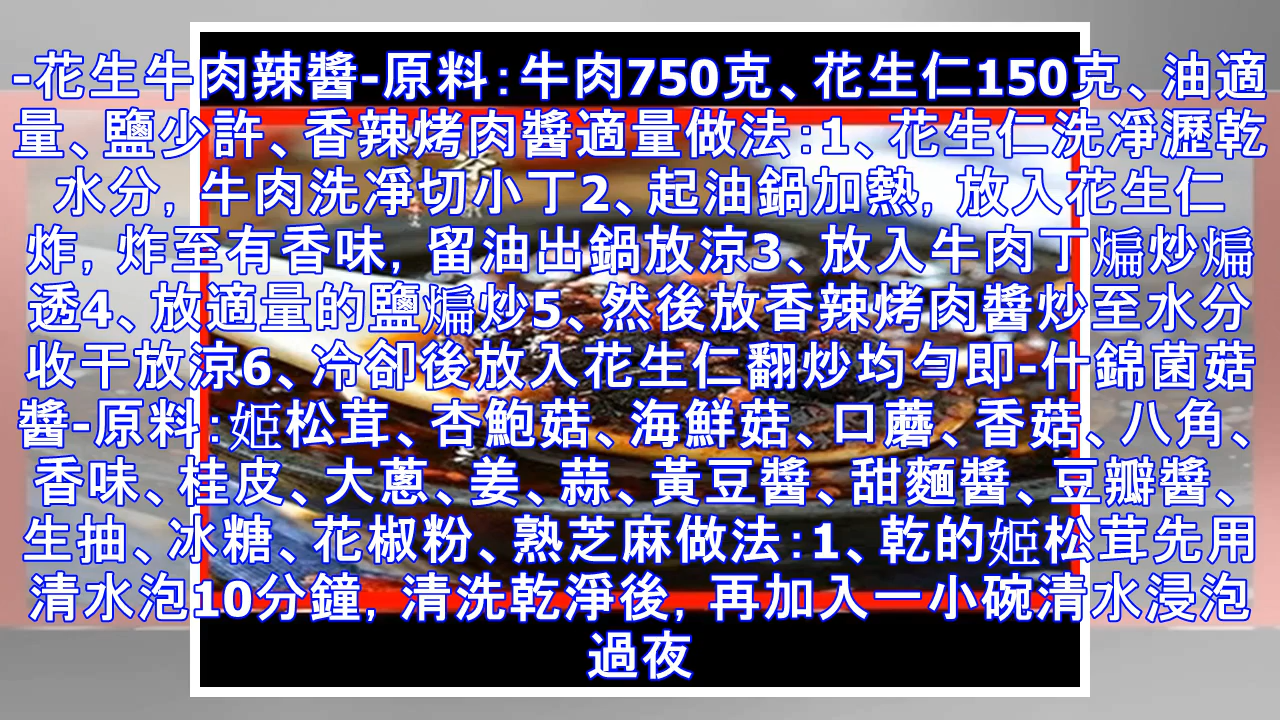 -花生牛肉辣醬-原料:牛肉750克、花生仁150克、油適
量、鹽少許、香辣烤肉醬適量做法:1、花生仁洗凈瀝乾
水分, 牛肉洗凈切小丁2、起油鍋加熱, 放入花生仁
炸, 炸至有香味, 留油出鍋放涼3、放入牛肉丁煸炒煸
透4、放適量的鹽煸炒5、然後放香辣烤肉醬炒至水分
收干放涼6、冷卻後放入花生仁翻炒均勻即-什錦菌菇
醬-原料:姬松茸、杏鮑菇、海鮮菇、口蘑、香菇、八角、
香味、桂皮、大蔥、姜、蒜、黃豆醬、甜麵醬、豆瓣醬、
生抽、冰糖、花椒粉、熟芝麻做法:1、乾的姬松茸先用
清水泡10分鐘, 清洗乾淨後, 再加入一小碗清水浸泡
過夜